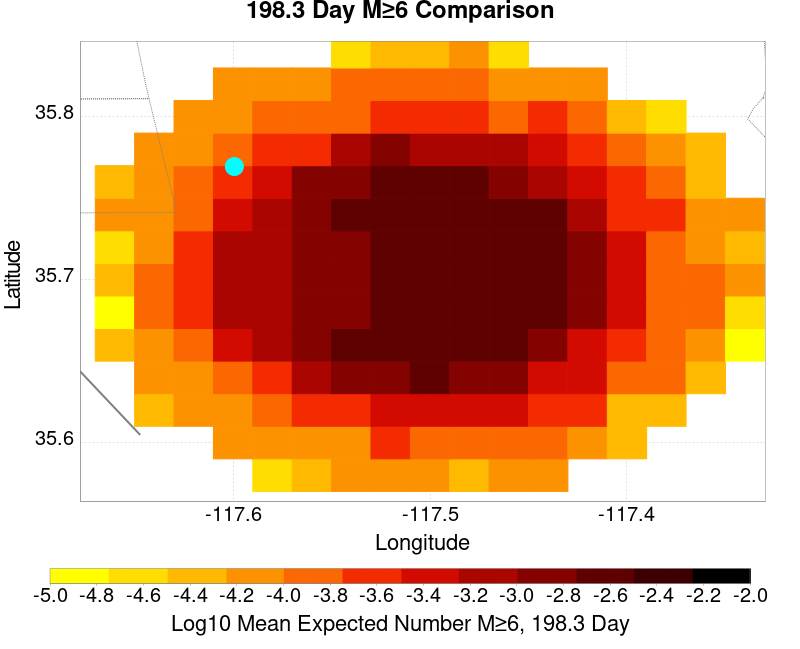 198.3 Day M≥6 Comparison
35.8
35.7
35.6
Latitude
-117.6 -117.5 -117.4
Longitude
-5.0 -4.8 -4.6 -4.4 -4.2 -4.0 -3.8 -3.6 -3.4 -3.2 -3.0 -2.8 -2.6 -2.4 -2.2 -2.0
Log10 Mean Expected Number M≥6, 198.3 Day